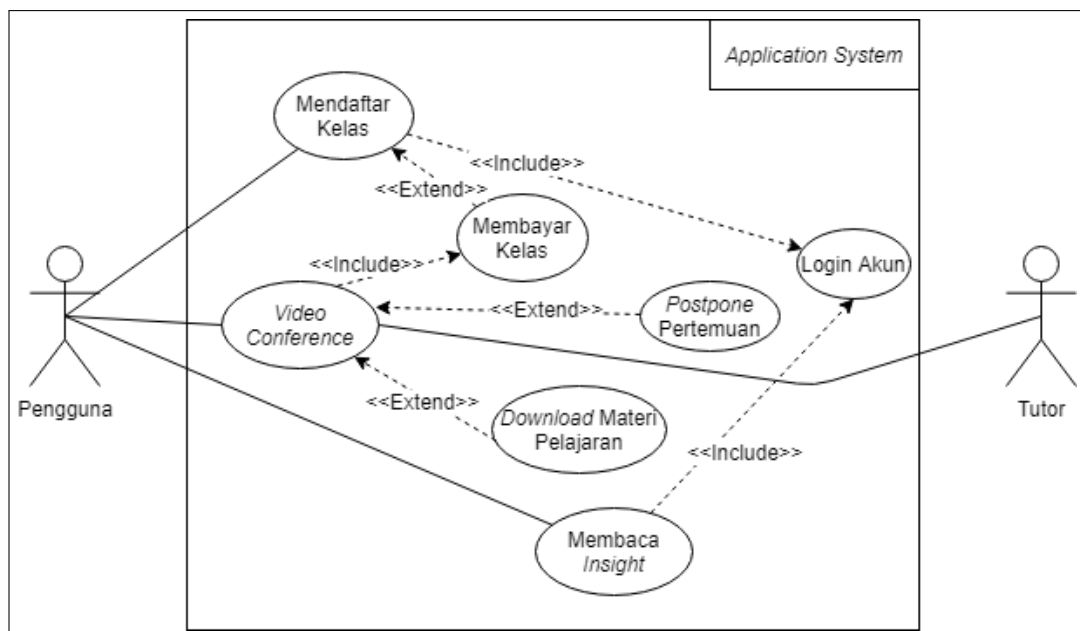 Application System
Mendaftar
Kelas
<<Include>>
<<Extend>>
Membayar
Kelas
<<Include>>
Login Akun
Video
Conference
<<Extend>>
Postpone
Pertemuan
<<Extend>>
Download Materi
Pelajaran
<<Include>>
Membaca
Insight
Pengguna
Tutor